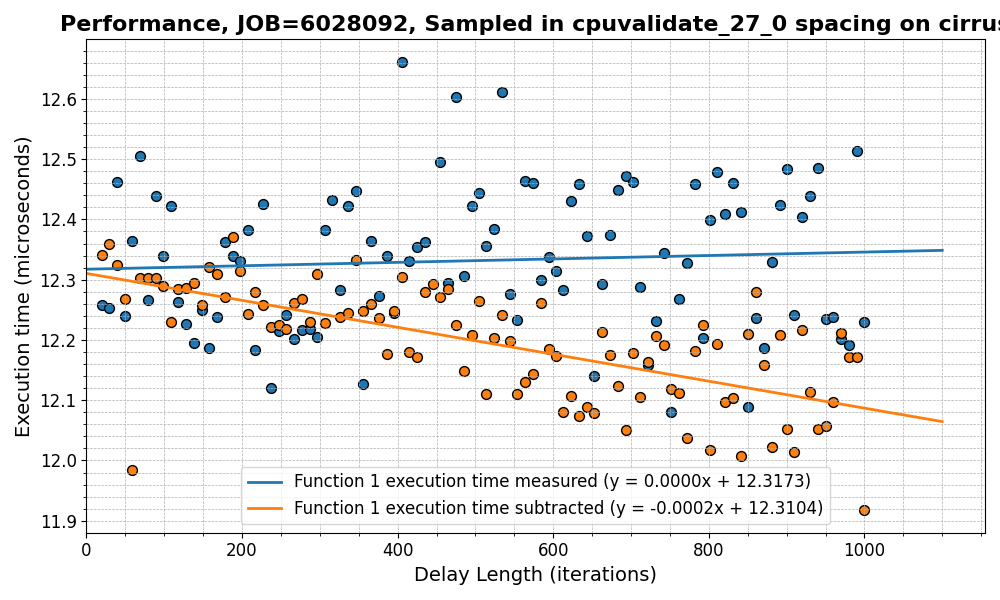 Performance, JOB=6028092, Sampled in cpuvalidate_27_0 spacing on cirrus
Execution time (microseconds)
12.6
12.5
12.4
12.3
12.2
12.1
12.0
11.9
Function 1 execution time measured (y = 0.0000x + 12.3173)
Function 1 execution time subtracted (y = -0.0002x + 12.3104)
0 200 400 600 800 1000
Delay Length (iterations)